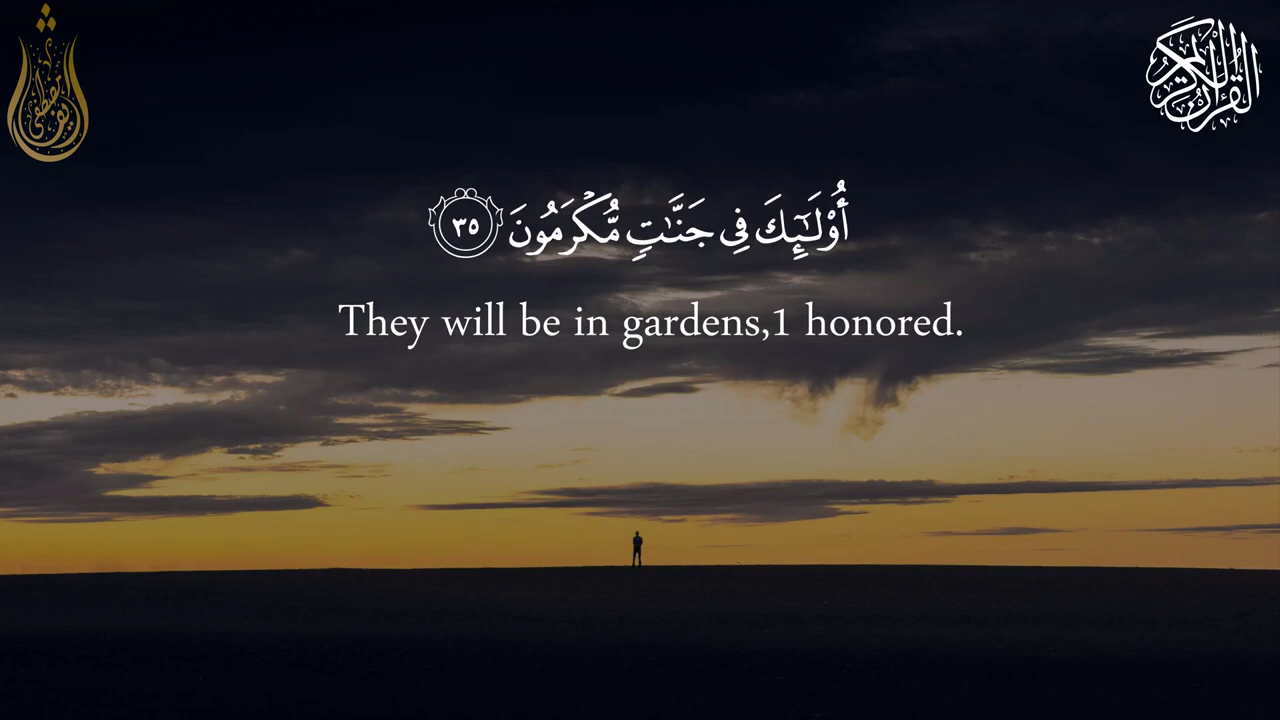 القرآن الكريم
أُوْلَـٰٓئِكَ فِى جَنَّـٰتٍ مُّكْرَمُونَ ٣٥
They will be in gardens,1 honored.